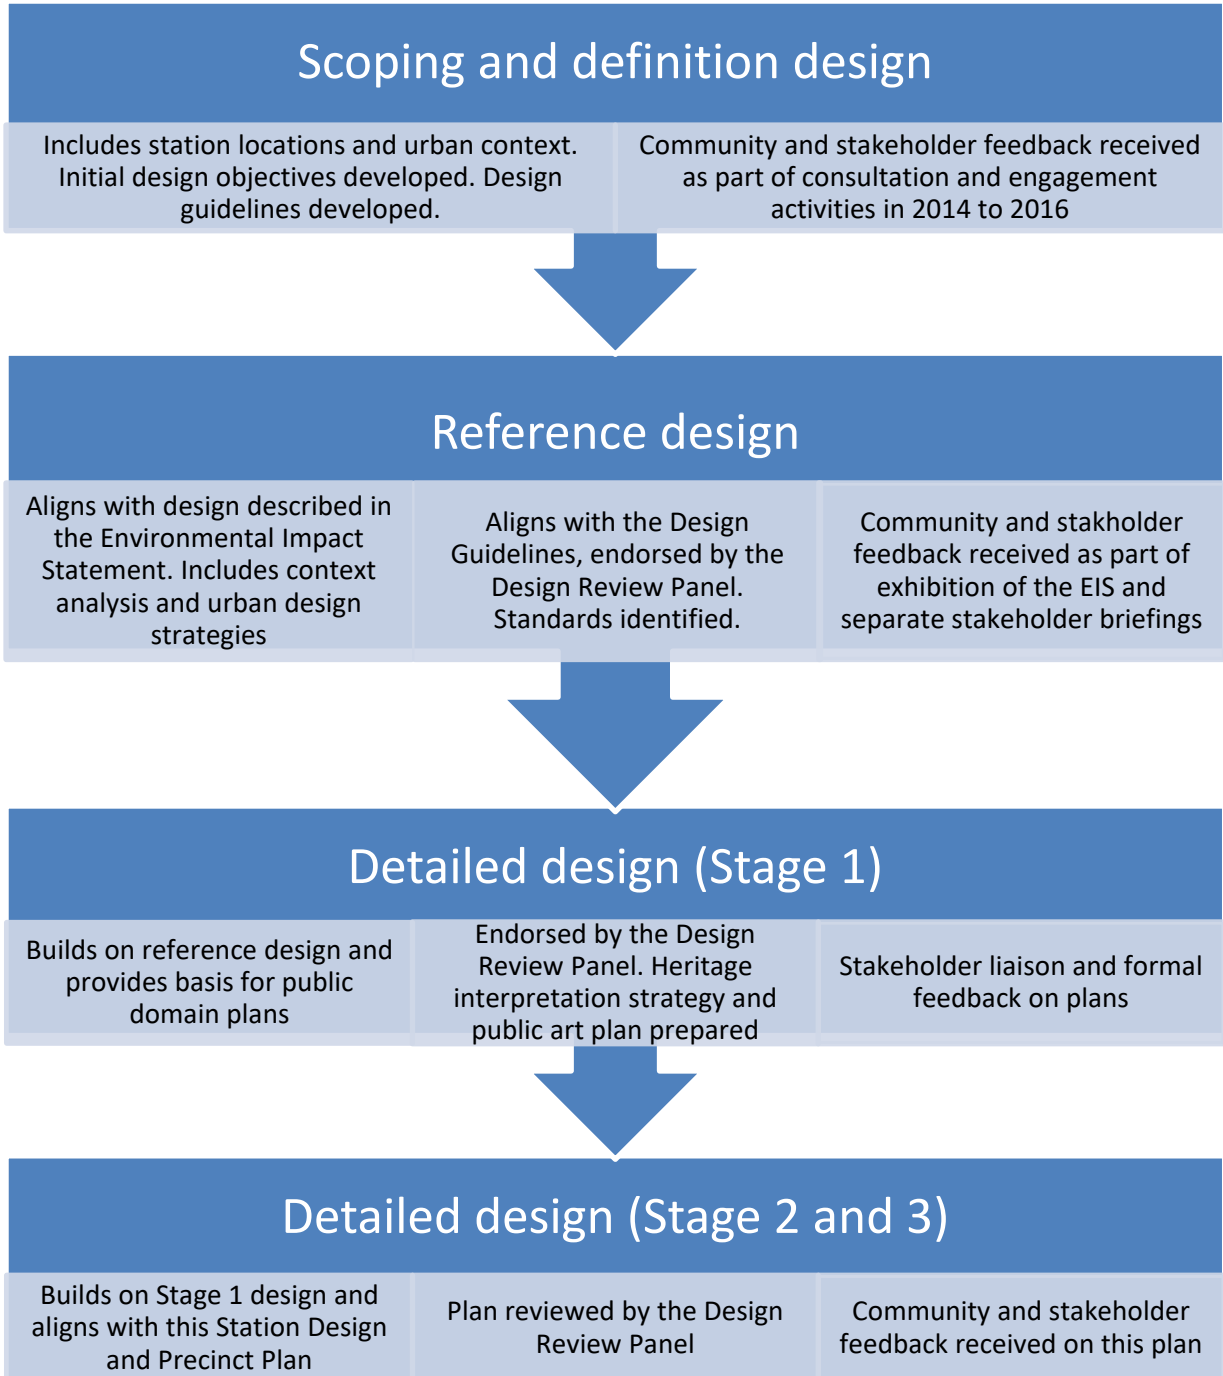 Scoping and definition design
Includes station locations and urban context.
Initial design objectives developed. Design
guidelines developed.
Community and stakeholder feedback received
as part of consultation and engagement
activities in 2014 to 2016
Reference design
Aligns with design described in
the Environmental Impact
Statement. Includes context
analysis and urban design
strategies
Aligns with the Design
Guidelines, endorsed by the
Design Review Panel.
Standards identified.
Community and stakholder
feedback received as part of
exhibition of the EIS and
separate stakeholder briefings
Detailed design (Stage 1)
Builds on reference design and
provides basis for public
domain plans
Endorsed by the Design
Review Panel. Heritage
interpretation strategy and
public art plan prepared
Stakeholder liaison and formal
feedback on plans
Detailed design (Stage 2 and 3)
Builds on Stage 1 design and
aligns with this Station Design
and Precinct Plan
Plan reviewed by the Design
Review Panel
Community and stakeholder
feedback received on this plan